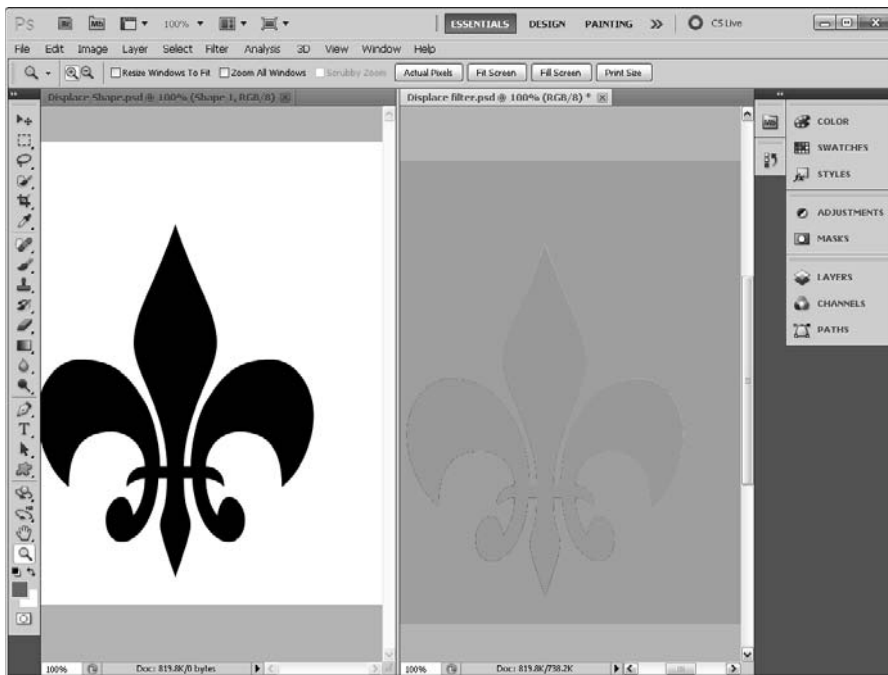 Ps Br Mb 100% ESSENTIALS DESIGN PAINTING CS Live
File Edit Image Layer Select Filter Analysis 3D View Window Help
Resize Windows To Fit Zoom All Windows Scrubby Zoom Actual Pixels Fit Screen Fill Screen Print Size
Displace Shape.psd @ 100% (Shape 1, RGB/8) Displace filter.psd @ 100% (RGB/8) *
Mb COLOR
SWATCHES
STYLES
ADJUSTMENTS
MASKS
LAYERS
CHANNELS
PATHS
100% Doc: 819.8K/0 bytes 100% Doc: 819.8K/738.2K